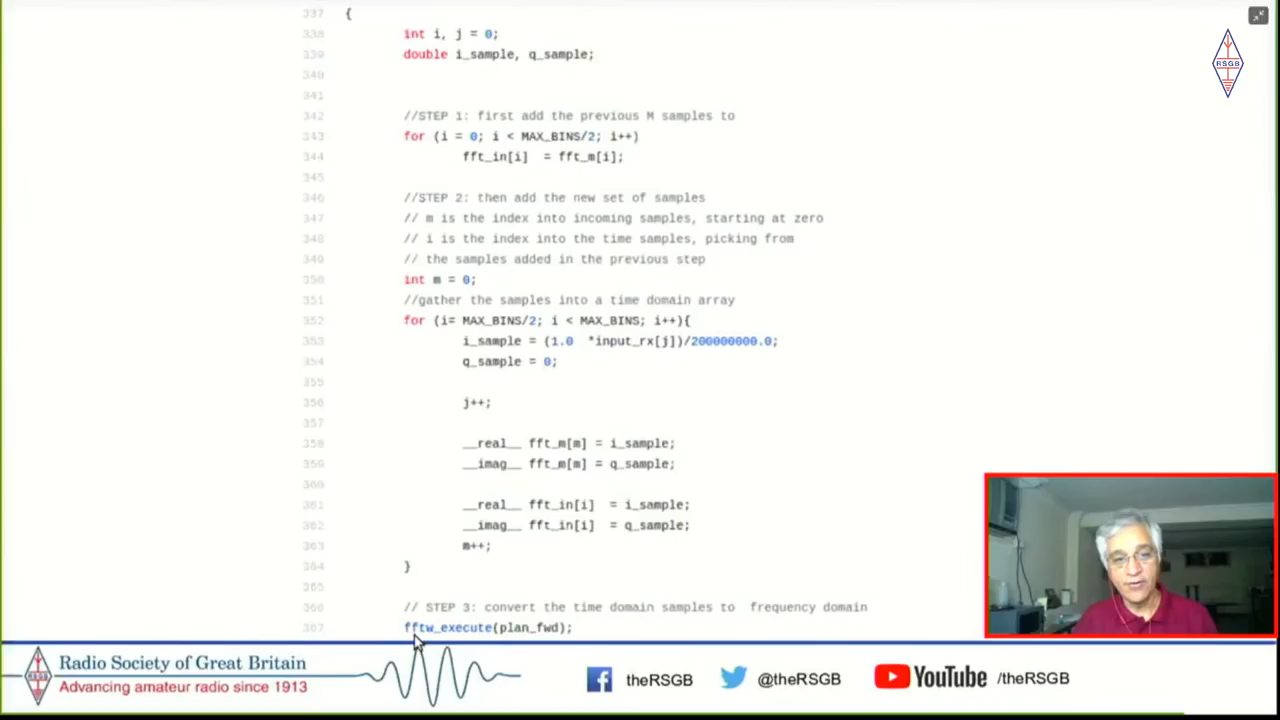 337 {
338 int i, j = 0;
339 double i_sample, q_sample;
340
341
342 //STEP 1: first add the previous M samples to
343 for (i = 0; i < MAX_BINS/2; i++)
344 fft_in[i]  = fft_m[i];
345
346 //STEP 2: then add the new set of samples
347 // m is the index into incoming samples, starting at zero
348 // i is the index into the time samples, picking from
349 // the samples added in the previous step
350 int m = 0;
351 //gather the samples into a time domain array
352 for (i= MAX_BINS/2; i < MAX_BINS; i++){
353 i_sample = (1.0  *input_rx[j])/200000000.0;
354 q_sample = 0;
355
356 j++;
357
358 __real__ fft_m[m] = i_sample;
359 __imag__ fft_m[m] = q_sample;
360
361 __real__ fft_in[i]  = i_sample;
362 __imag__ fft_in[i]  = q_sample;
363 m++;
364 }
365
366 // STEP 3: convert the time domain samples to  frequency domain
367 fftw_execute(plan_fwd);
RSGB
RSGB
Radio Society of Great Britain
Advancing amateur radio since 1913
theRSGB
@theRSGB
YouTube /theRSGB